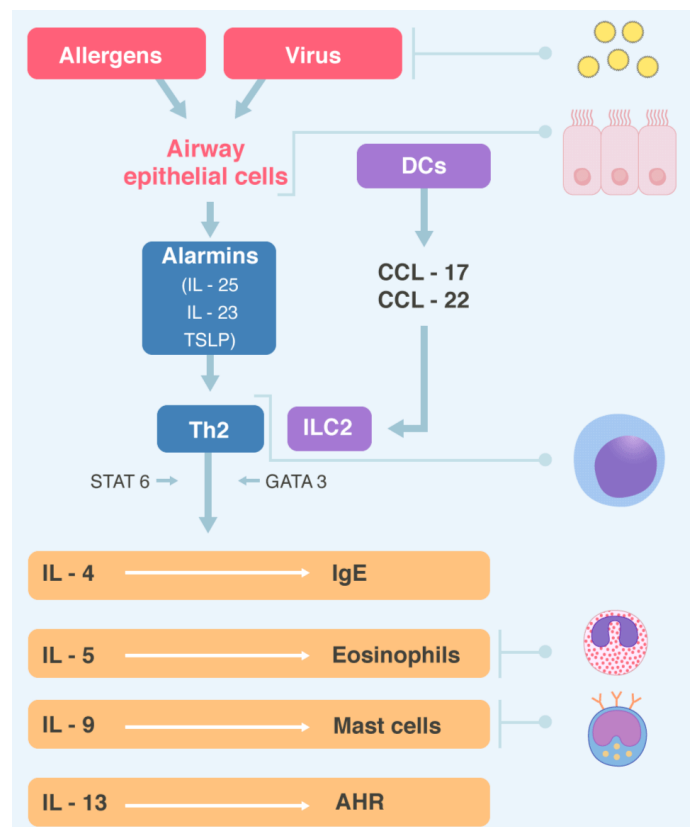 Allergens
Virus
Airway
epithelial cells
DCs
Alarmins
(IL - 25
IL - 23
TSLP)
CCL - 17
CCL - 22
Th2
ILC2
STAT 6
GATA 3
IL - 4
IgE
IL - 5
Eosinophils
IL - 9
Mast cells
IL - 13
AHR